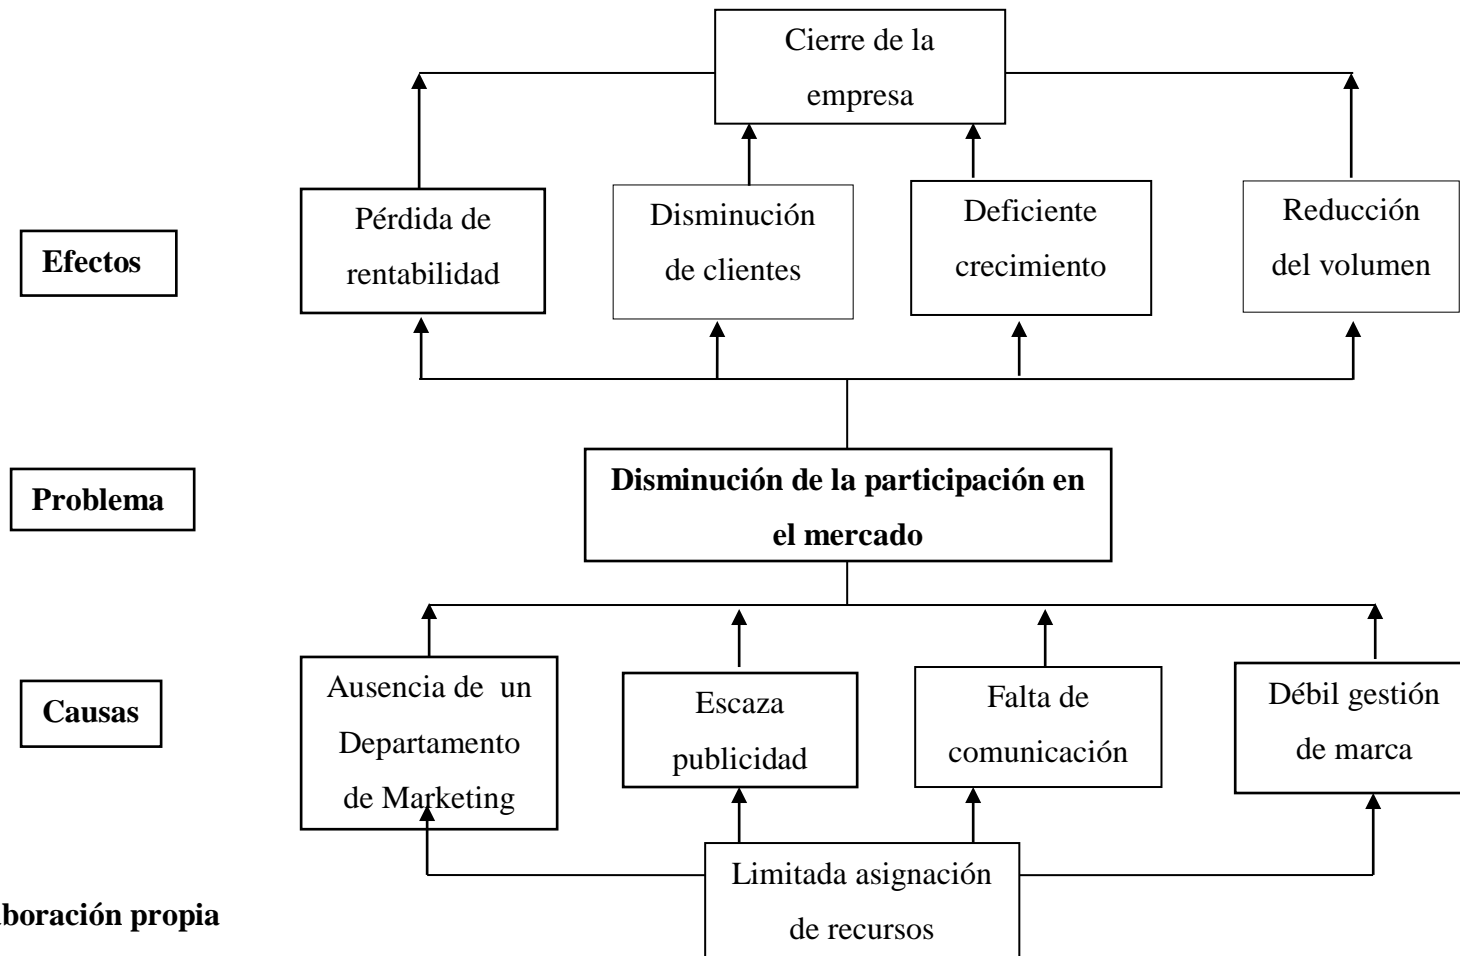 Cierre de la
empresa
Pérdida de
rentabilidad
Disminución
de clientes
Deficiente
crecimiento
Reducción
del volumen
Efectos
Problema
Disminución de la participación en
el mercado
Causas
Ausencia de un
Departamento
de Marketing
Escaza
publicidad
Falta de
comunicación
Débil gestión
de marca
Limitada asignación
de recursos
boración propia